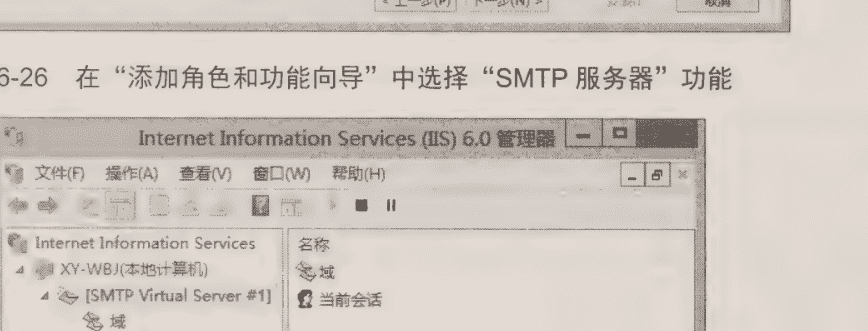 <上一步(P) 下一步(N)> 取消
6-26 在“添加角色和功能向导”中选择“SMTP 服务器”功能
Internet Information Services (IIS) 6.0 管理器
文件(F) 操作(A) 查看(V) 窗口(W) 帮助(H)
Internet Information Services
名称
XY-WBJ(本地计算机)
域
[SMTP Virtual Server #1]
当前会话
域